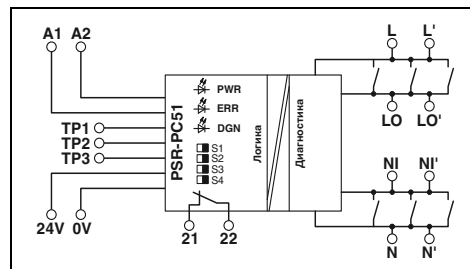 A1 A2 L L'
PWR
ERR
DGN
TP1
TP2
TP3
PSR-PC51
S1
S2
S3
S4
Логика
Диагностика
LO LO'
NI NI'
24V 0V 21 22 N N'